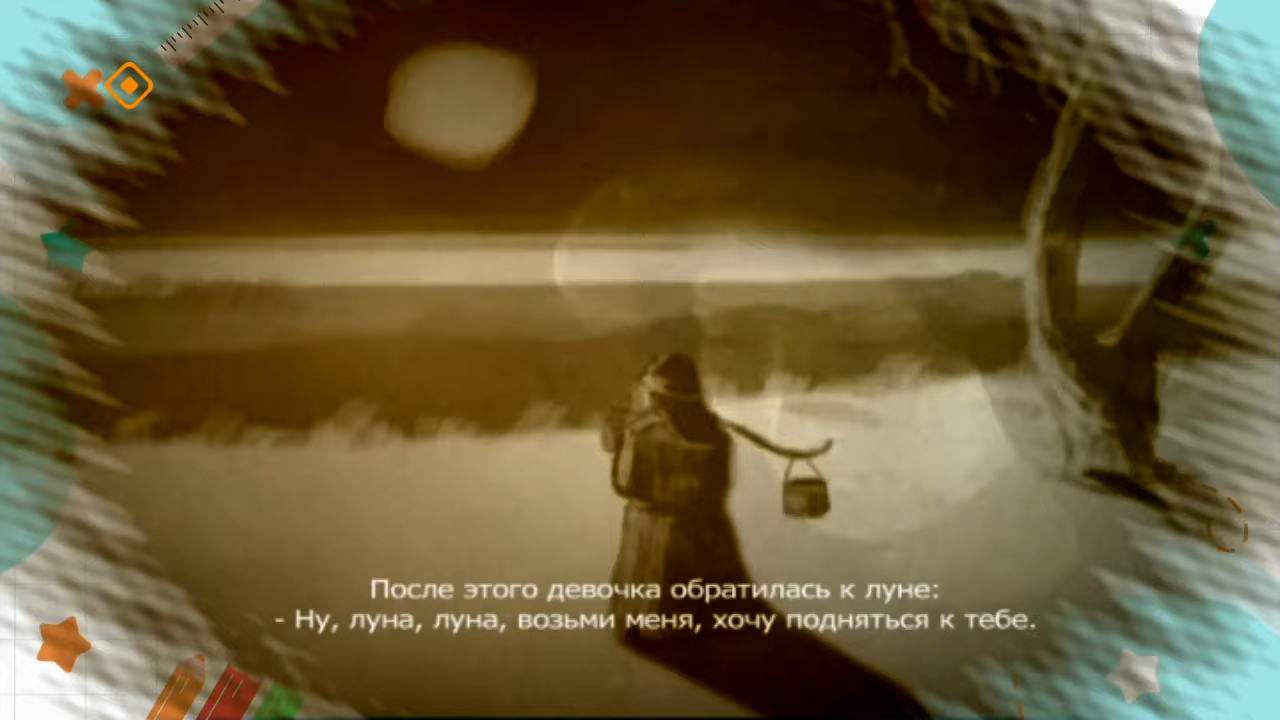 После этого девочка обратилась к луне:
- Ну, луна, луна, возьми меня, хочу подняться к тебе.